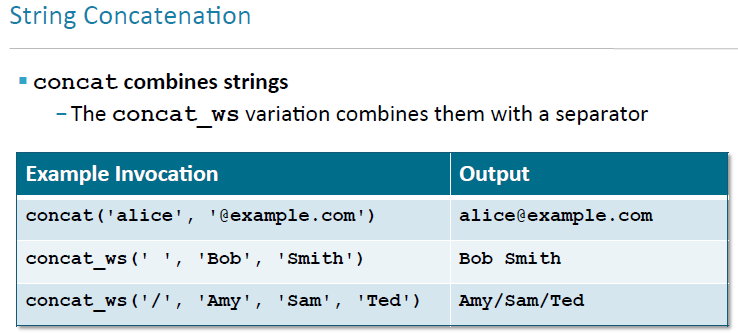 String Concatenation
▪ concat combines strings
– The concat_ws variation combines them with a separator
Example Invocation Output
concat('alice', '@example.com') alice@example.com
concat_ws(' ', 'Bob', 'Smith') Bob Smith
concat_ws('/', 'Amy', 'Sam', 'Ted') Amy/Sam/Ted